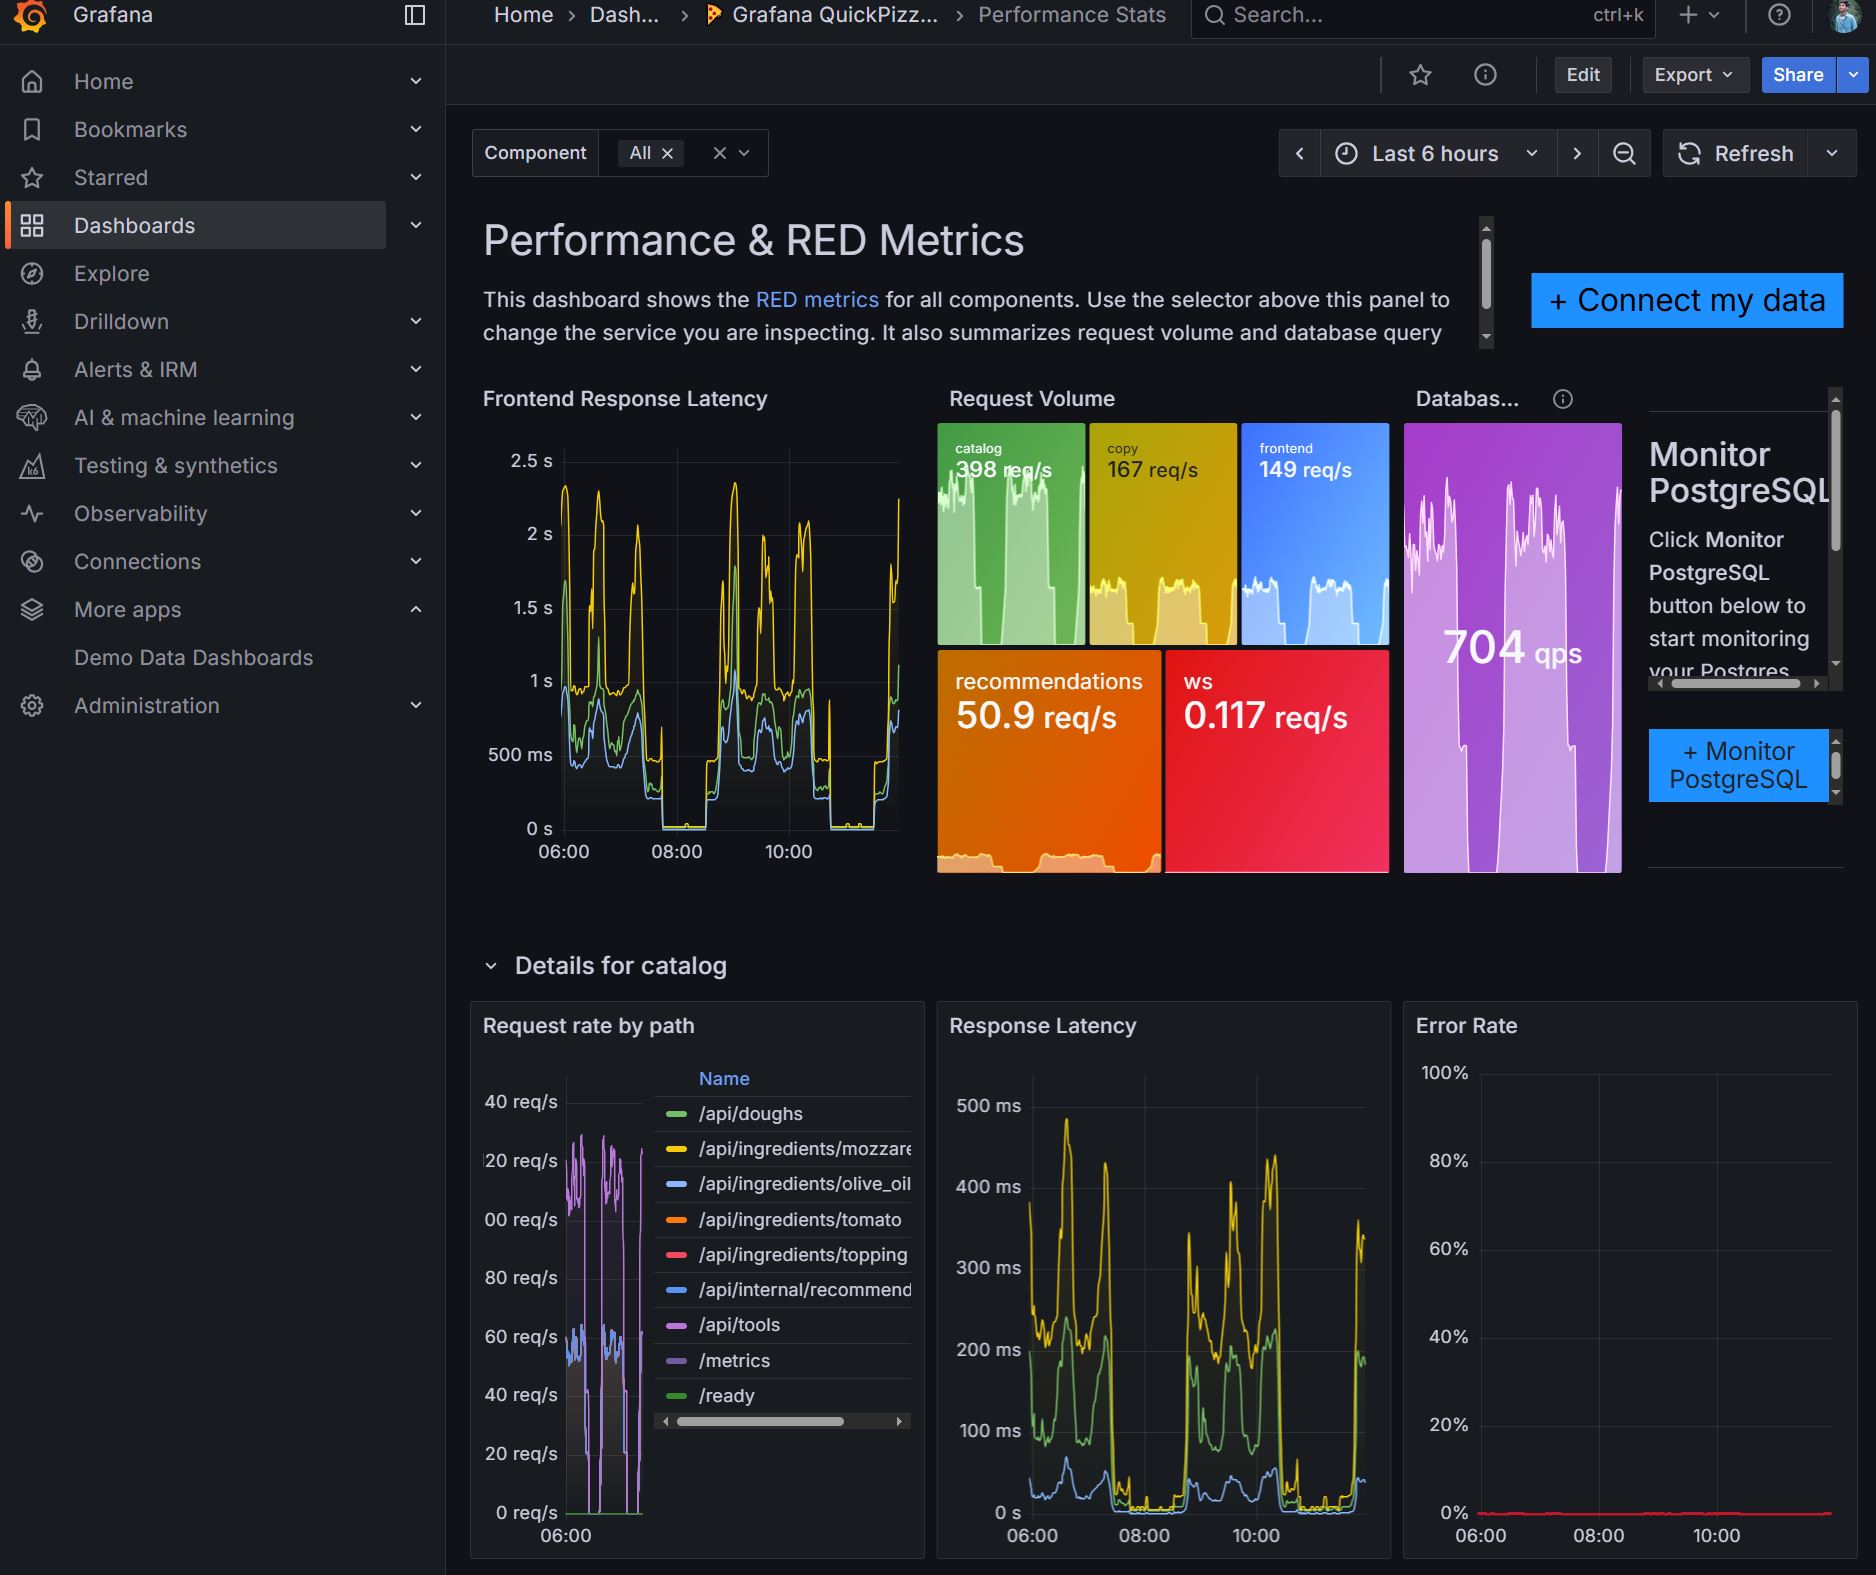 Grafana
Home
Dash...
Grafana QuickPizz...
Performance Stats
Search...
ctrl+k
Home
Bookmarks
Starred
Dashboards
Explore
Drilldown
Alerts & IRM
AI & machine learning
Testing & synthetics
Observability
Connections
More apps
Demo Data Dashboards
Administration
Edit
Export
Share
Component
All
Last 6 hours
Refresh
Performance & RED Metrics
This dashboard shows the RED metrics for all components. Use the selector above this panel to
change the service you are inspecting. It also summarizes request volume and database query
+ Connect my data
Frontend Response Latency
2.5 s
2 s
1.5 s
1 s
500 ms
0 s
06:00
08:00
10:00
Request Volume
catalog
398 req/s
copy
167 req/s
frontend
149 req/s
recommendations
50.9 req/s
ws
0.117 req/s
Databas...
704 qps
Monitor
PostgreSQL
Click Monitor
PostgreSQL
button below to
start monitoring
your Postgres
+ Monitor
PostgreSQL
Details for catalog
Request rate by path
40 req/s
20 req/s
00 req/s
80 req/s
60 req/s
40 req/s
20 req/s
0 req/s
06:00
Name
/api/doughs
/api/ingredients/mozzare
/api/ingredients/olive_oil
/api/ingredients/tomato
/api/ingredients/topping
/api/internal/recommend
/api/tools
/metrics
/ready
Response Latency
500 ms
400 ms
300 ms
200 ms
100 ms
0 s
06:00
08:00
10:00
Error Rate
100%
80%
60%
40%
20%
0%
06:00
08:00
10:00